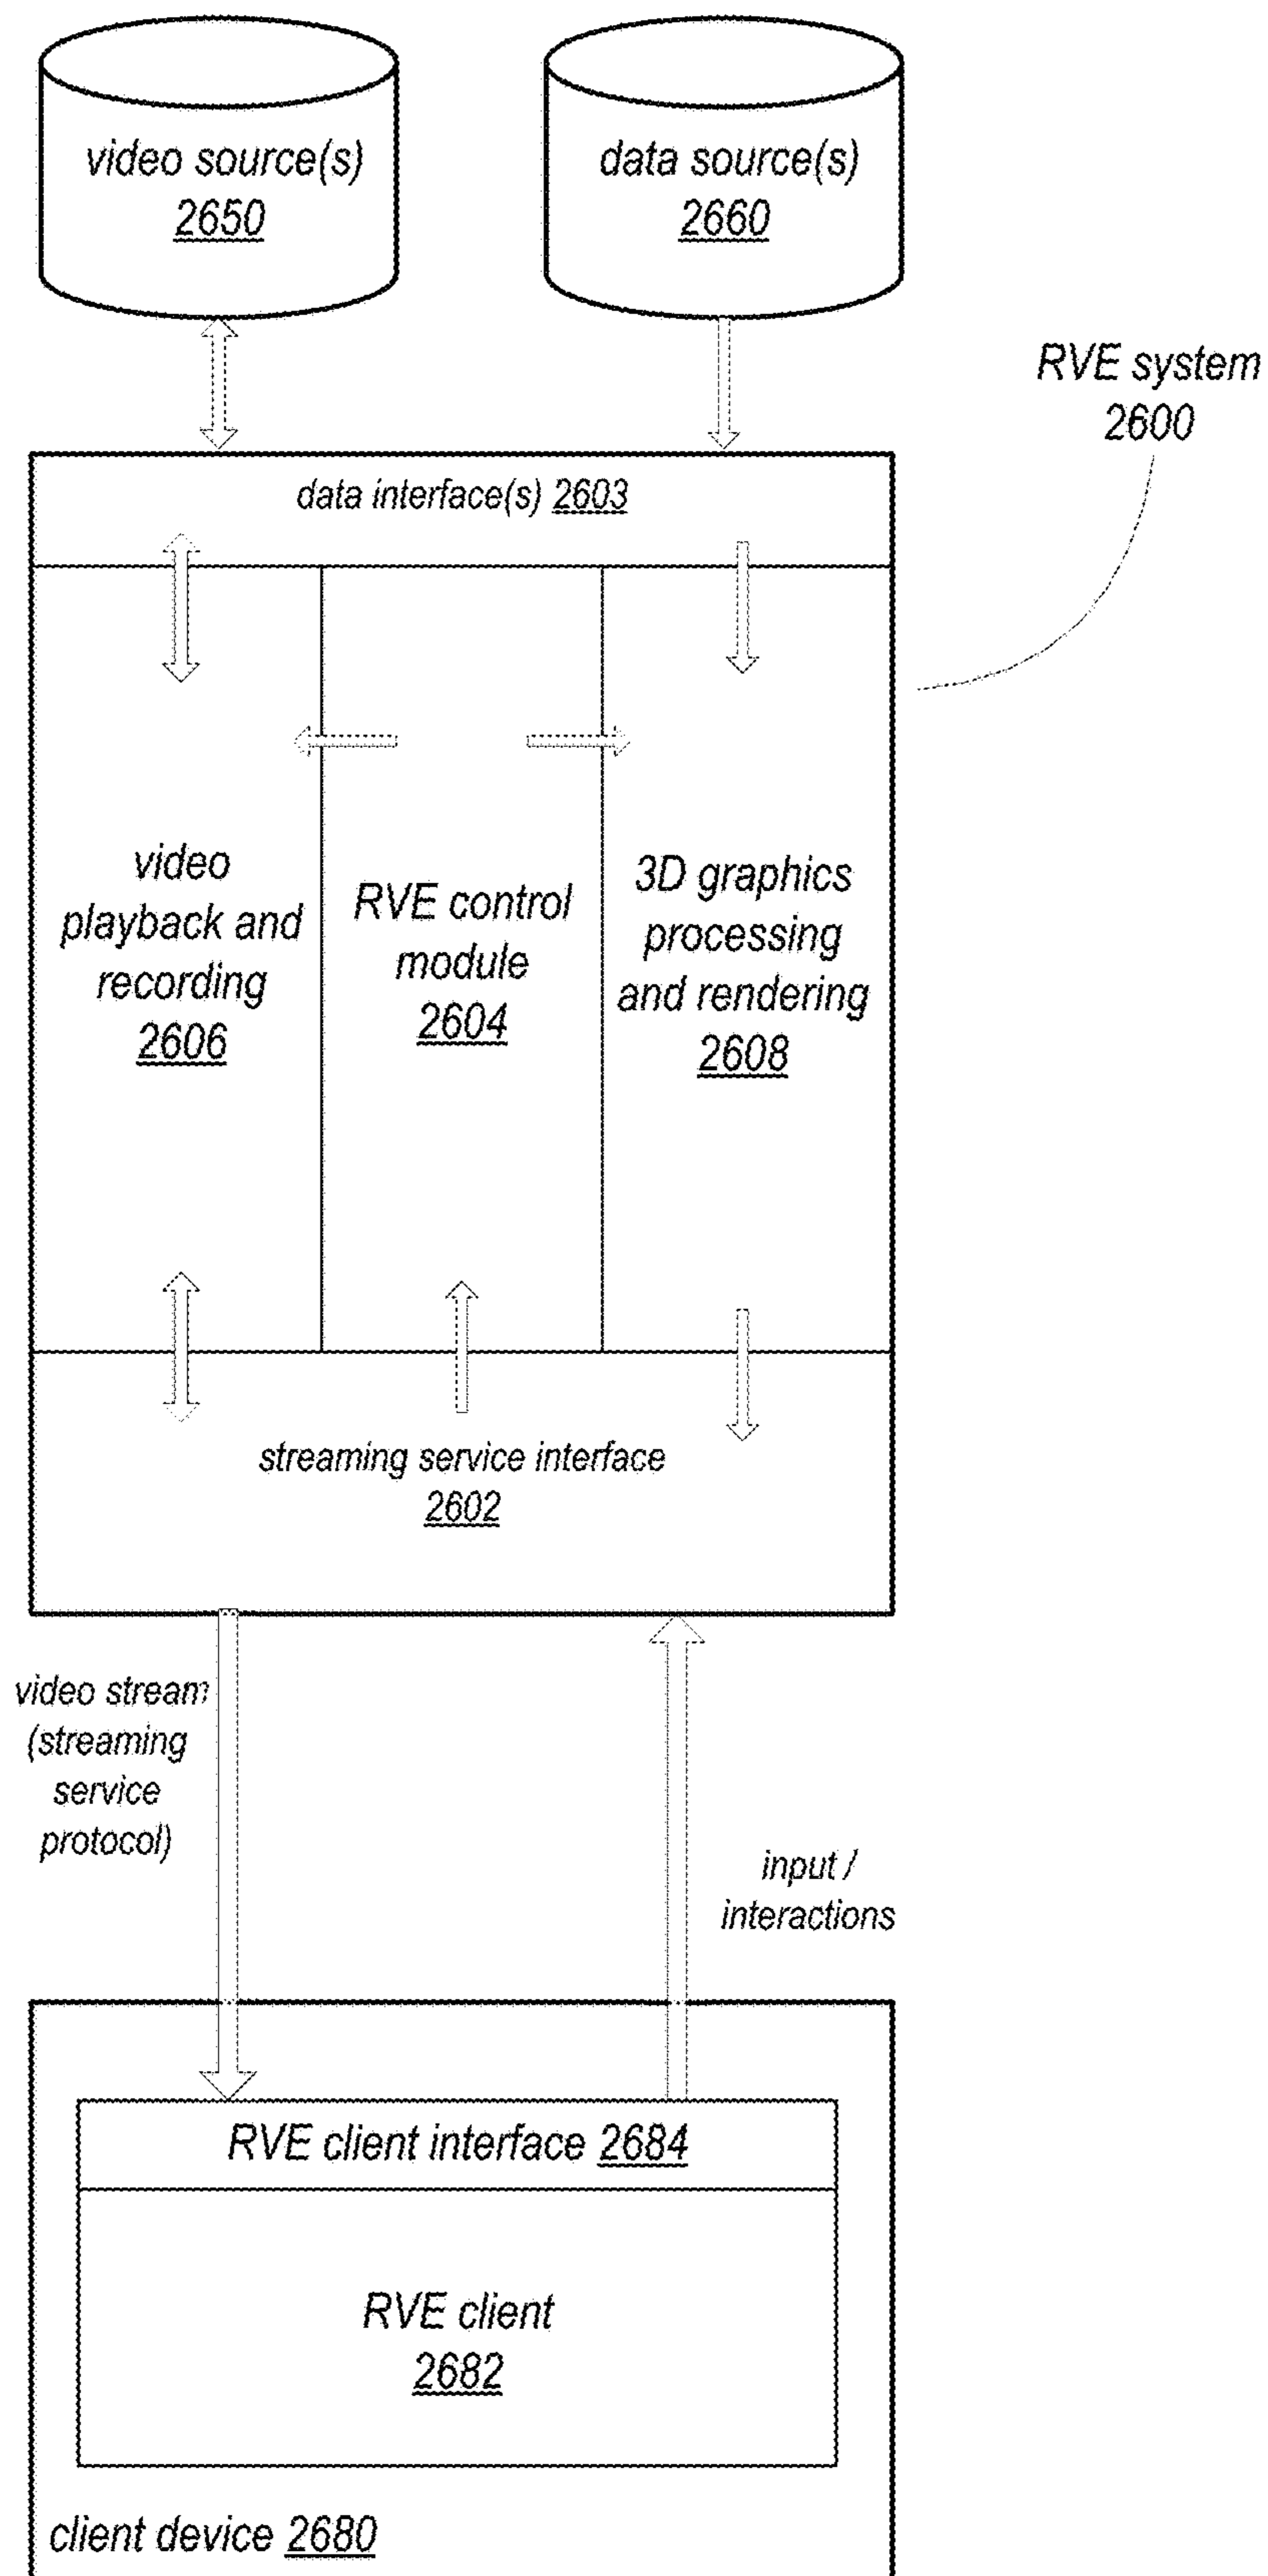 video source(s)
2650
data source(s)
2660
RVE system
2600
data interface(s) 2603
video
playback and
recording
2606
RVE control
module
2604
3D graphics
processing
and rendering
2608
streaming service interface
2602
video stream
(streaming
service
protocol)
input /
interactions
RVE client interface 2684
RVE client
2682
client device 2680